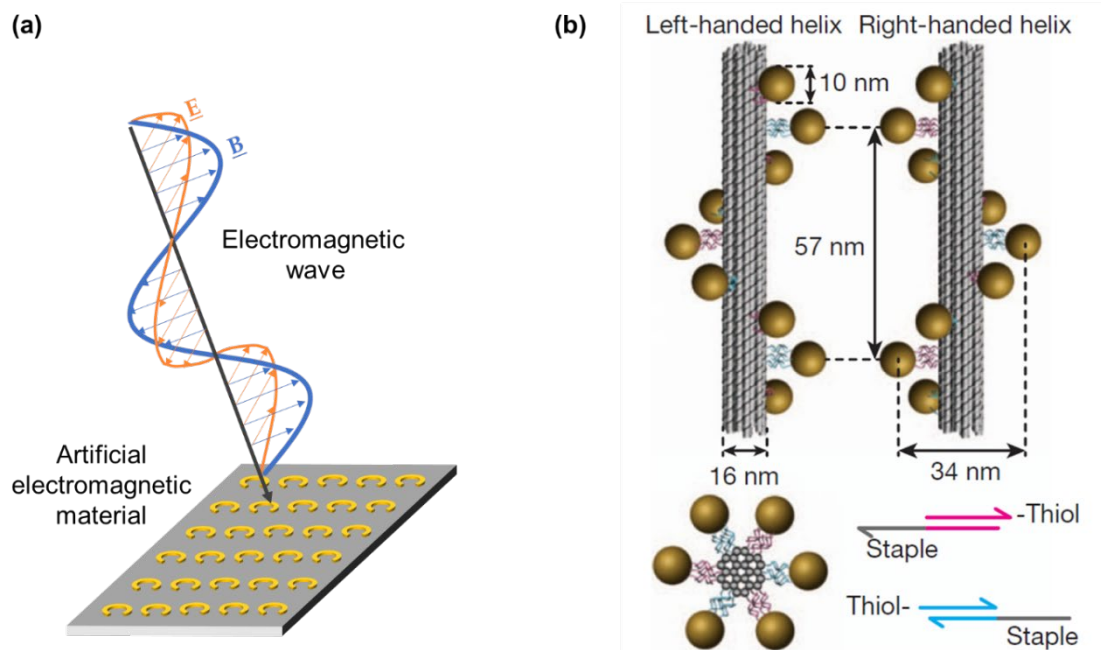 (a)
E
B
Electromagnetic
wave
Artificial
electromagnetic
material
(b)
Left-handed helix
Right-handed helix
10 nm
57 nm
16 nm
34 nm
-Thiol
Staple
Thiol-
Staple